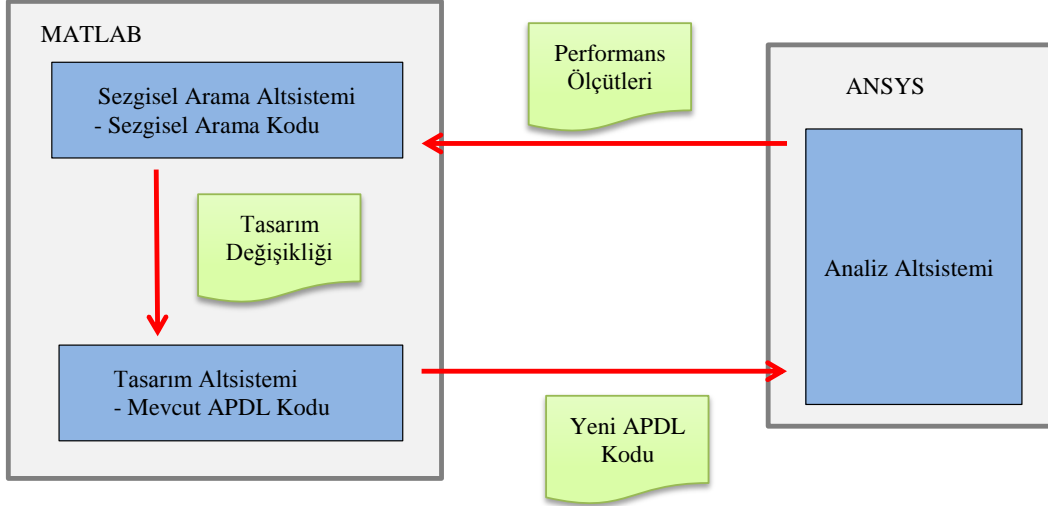 MATLAB
Sezgisel Arama Altsistemi
- Sezgisel Arama Kodu
Performans
Ölçütleri
ANSYS
Tasarım
Değişikliği
Analiz Altsistemi
Tasarım Altsistemi
- Mevcut APDL Kodu
Yeni APDL
Kodu